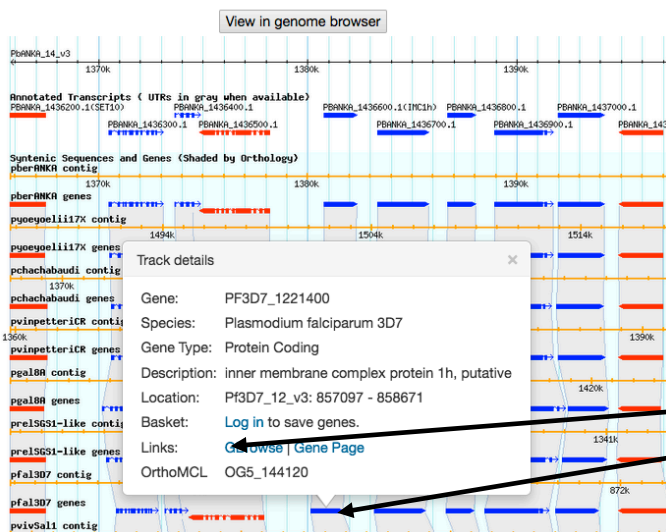 View in genome browser
PbANKA_14_v3
1370k 1380k 1390k
Annotated Transcripts ( UTRs in gray when available)
PBANKA_1436200.1(SET10) PBANKA_1436400.1 PBANKA_1436600.1(IMC1h) PBANKA_1436800.1 PBANKA_1437000.1
PBANKA_1436300.1 PBANKA_1436500.1 PBANKA_1436700.1 PBANKA_1436900.1 PBANKA_143
Syntenic Sequences and Genes (Shaded by Orthology)
pberANKA contig
1370k 1380k 1390k
pberANKA genes
pyoeyoelii17X contig
1494k 1504k 1514k
pyoeyoelii17X genes
pchachabaudi contig
1370k
pchachabaudi genes
pvinpetteriCR contig
1360k 1390k
pvinpetteriCR genes
pgal8A contig
1420k
pgal8A genes
prelSGS1-like contig
1341k
prelSGS1-like genes
pfal3D7 contig
872k
pfal3D7 genes
pvivSal1 contig
Track details ×
Gene: PF3D7_1221400
Species: Plasmodium falciparum 3D7
Gene Type: Protein Coding
Description: inner membrane complex protein 1h, putative
Location: Pf3D7_12_v3: 857097 - 858671
Basket: Log in to save genes.
Links: GBrowse | Gene Page
OrthoMCL OG5_144120